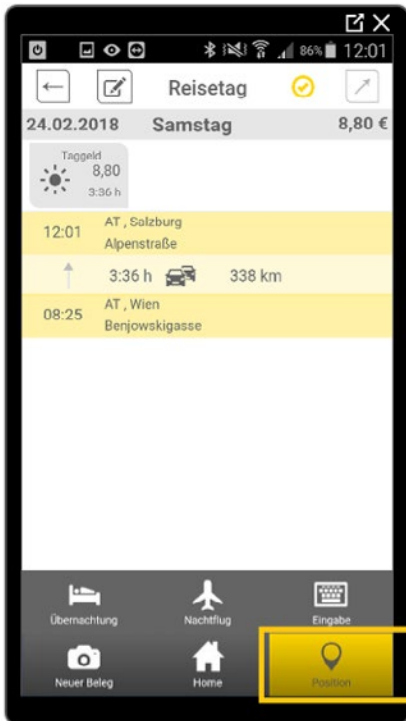 86% 12:01
Reisetag
24.02.2018 Samstag 8,80 €
Taggeld
8,80
3:36 h
12:01 AT , Salzburg
Alpenstraße
3:36 h 338 km
08:25 AT , Wien
Benjowskigasse
Übernachtung Nachtflug Eingabe
Neuer Beleg Home Position